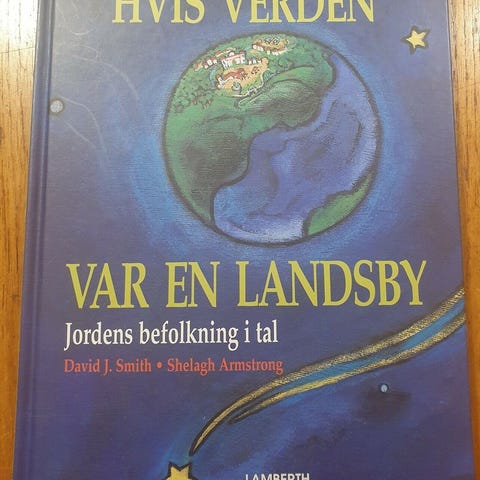 HVIS VERDEN
VAR EN LANDSBY
Jordens befolkning i tal
David J. Smith • Shelagh Armstrong
LAMBERTH